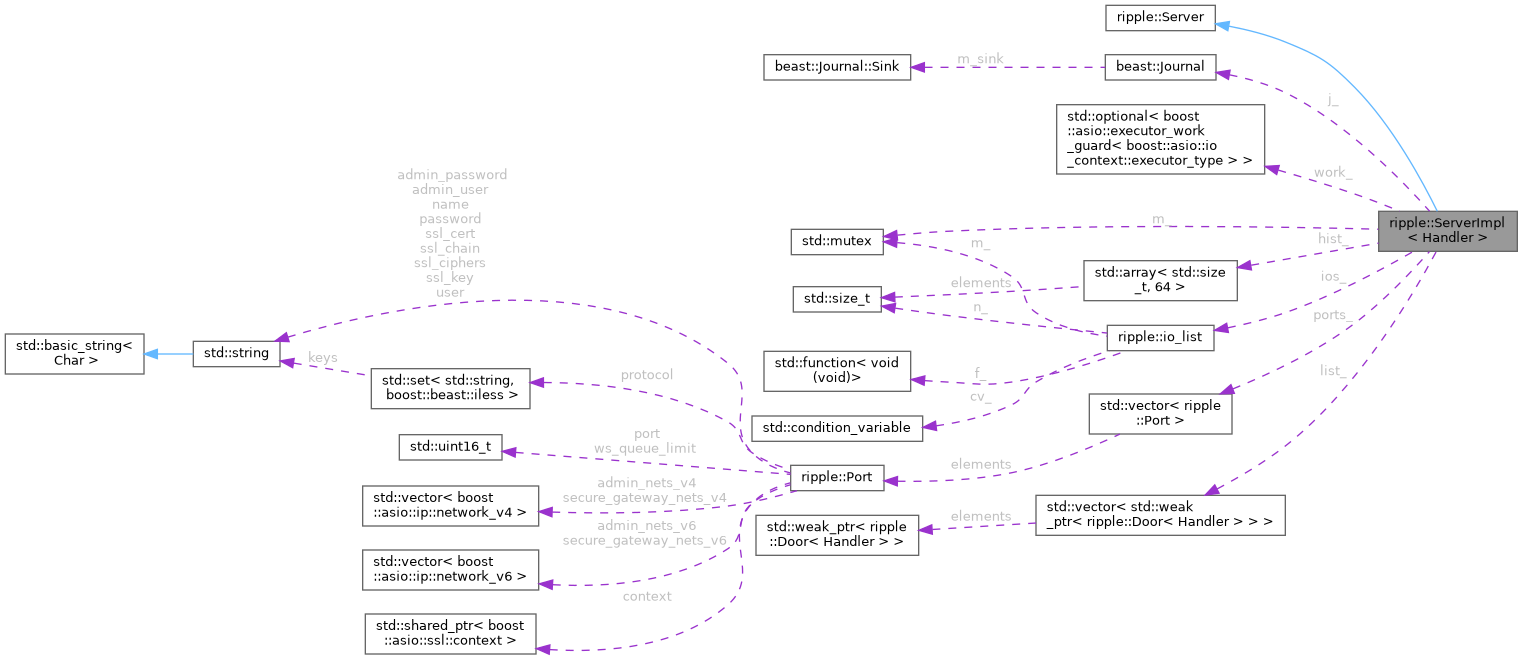 ripple::Server
beast::Journal::Sink
m_sink
beast::Journal
j_
std::optional< boost
::asio::executor_work
_guard< boost::asio::io
_context::executor_type > >
work_
ripple::ServerImpl
< Handler >
admin_password
admin_user
name
password
ssl_cert
ssl_chain
ssl_ciphers
ssl_key
user
std::mutex
m_
m_
hist_
std::array< std::size
_t, 64 >
elements
std::size_t
n_
ios_
ripple::io_list
ports_
std::basic_string<
Char >
std::string
keys
std::set< std::string,
boost::beast::iless >
protocol
std::function< void
(void)>
f_
cv_
std::condition_variable
list_
std::vector< ripple
::Port >
std::uint16_t
port
ws_queue_limit
ripple::Port
elements
std::vector< boost
::asio::ip::network_v4 >
admin_nets_v4
secure_gateway_nets_v4
std::weak_ptr< ripple
::Door< Handler > >
elements
std::vector< std::weak
_ptr< ripple::Door< Handler > > >
admin_nets_v6
secure_gateway_nets_v6
std::vector< boost
::asio::ip::network_v6 >
context
std::shared_ptr< boost
::asio::ssl::context >